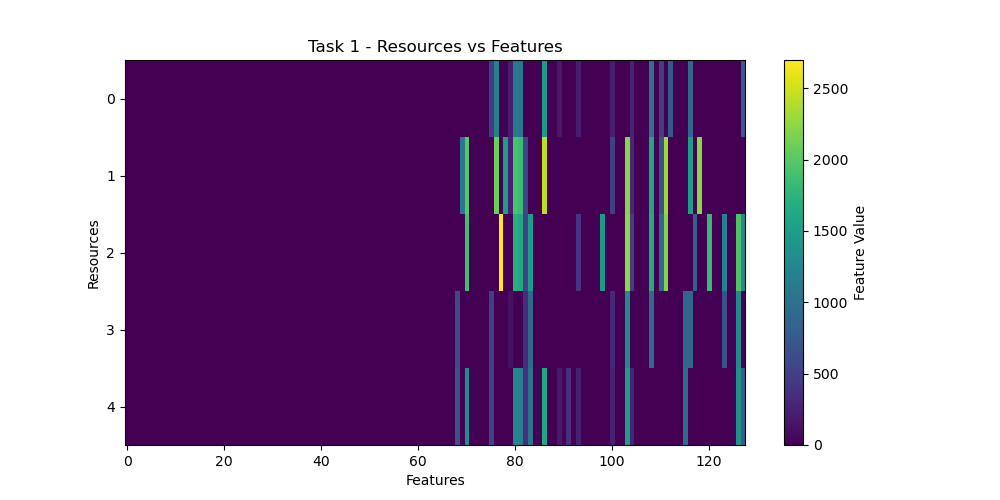 Task 1 - Resources vs Features
Resources
0
1
2
3
4
0 20 40 60 80 100 120
Features
2500
2000
1500
1000
500
0
Feature Value